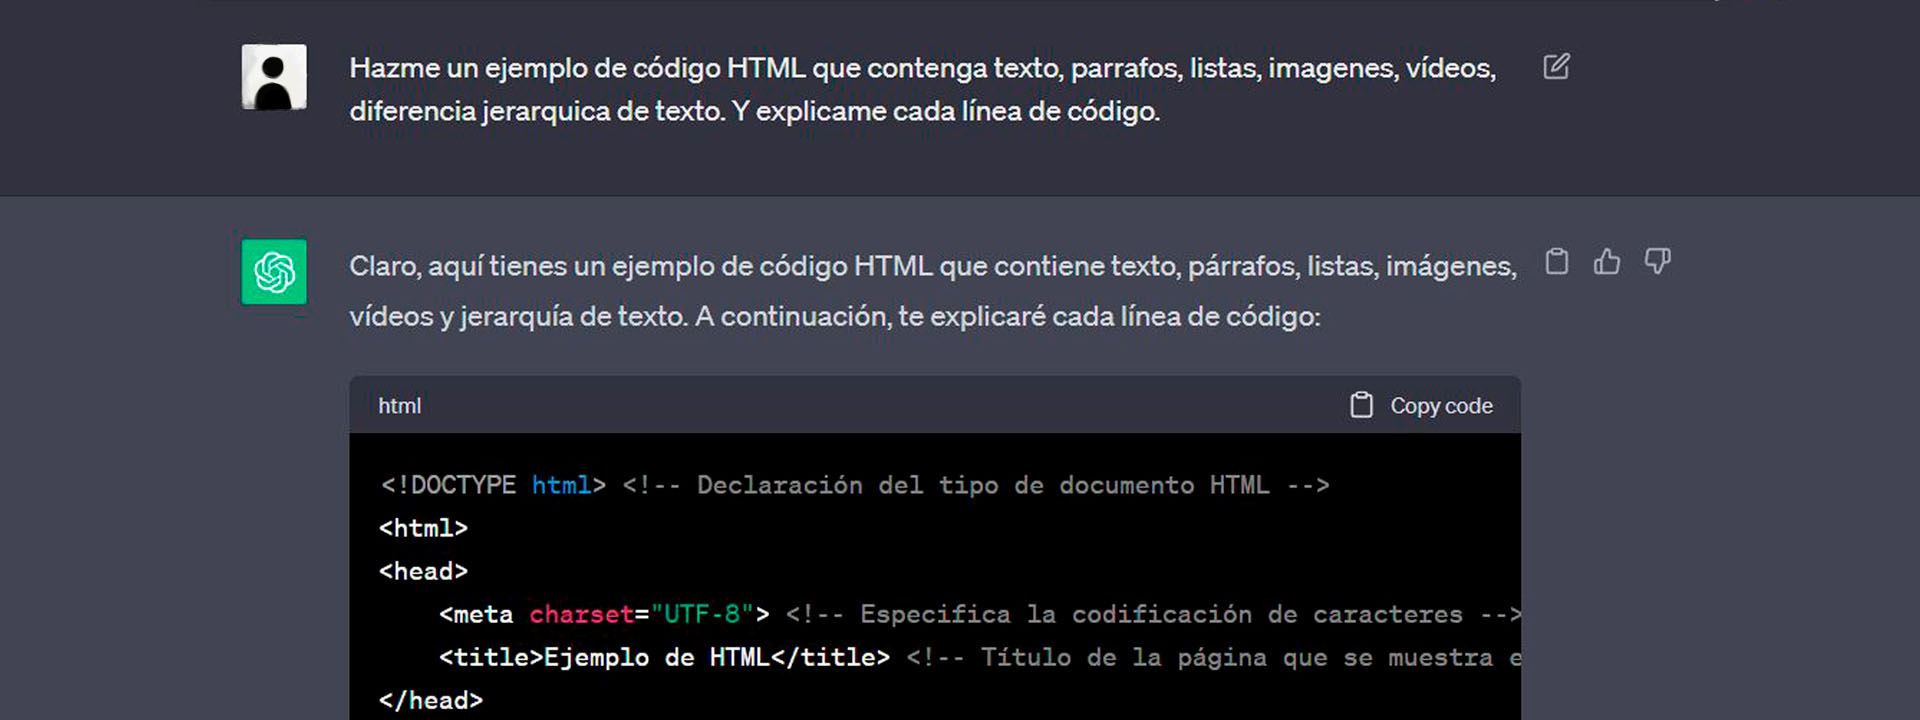 Hazme un ejemplo de código HTML que contenga texto, parrafos, listas, imagenes, vídeos,
diferencia jerarquica de texto. Y explicame cada línea de código.
Claro, aquí tienes un ejemplo de código HTML que contiene texto, párrafos, listas, imágenes,
vídeos y jerarquía de texto. A continuación, te explicaré cada línea de código:
html Copy code
<!DOCTYPE html> <!-- Declaración del tipo de documento HTML -->
<html>
<head>
<meta charset="UTF-8"> <!-- Especifica la codificación de caracteres -->
<title>Ejemplo de HTML</title> <!-- Título de la página que se muestra e
</head>